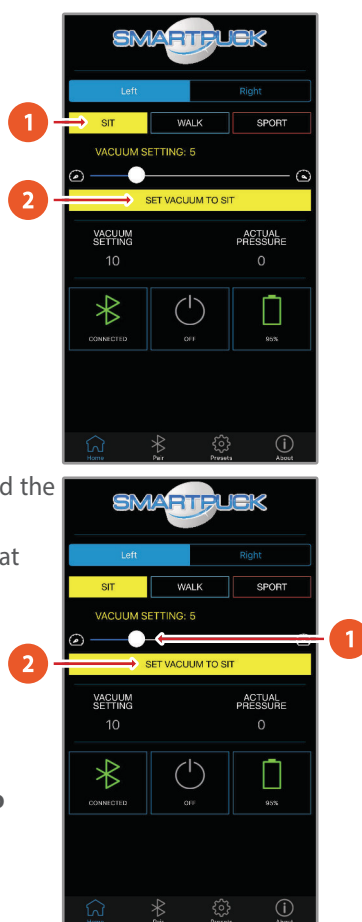 SMARTPUCK
Left Right
1 SIT WALK SPORT
VACUUM SETTING: 5
2 SET VACUUM TO SIT
VACUUM SETTING ACTUAL PRESSURE
10 0
CONNECTED OFF 95%
Home Pair Presets About
d the
at
SMARTPUCK
Left Right
SIT WALK SPORT
VACUUM SETTING: 5
1
2 SET VACUUM TO SIT
VACUUM SETTING ACTUAL PRESSURE
10 0
CONNECTED OFF 95%
Home Pair Presets About